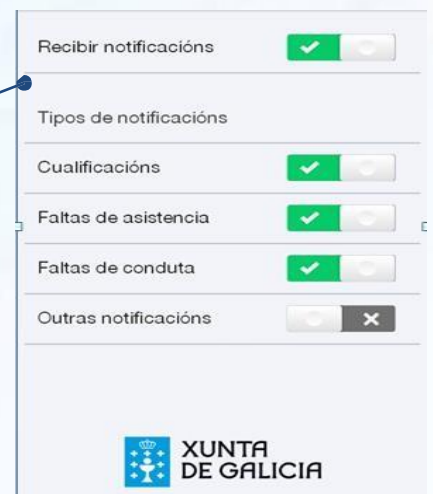 Recibir notificacións
Tipos de notificacións
Cualificacións
Faltas de asistencia
Faltas de conduta
Outras notificacións
XUNTA
DE GALICIA